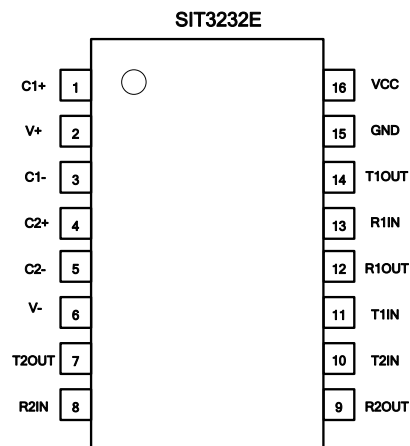 SIT3232E
C1+ 1 16 VCC
V+ 2 15 GND
C1- 3 14 T1OUT
C2+ 4 13 R1IN
C2- 5 12 R1OUT
V- 6 11 T1IN
T2OUT 7 10 T2IN
R2IN 8 9 R2OUT